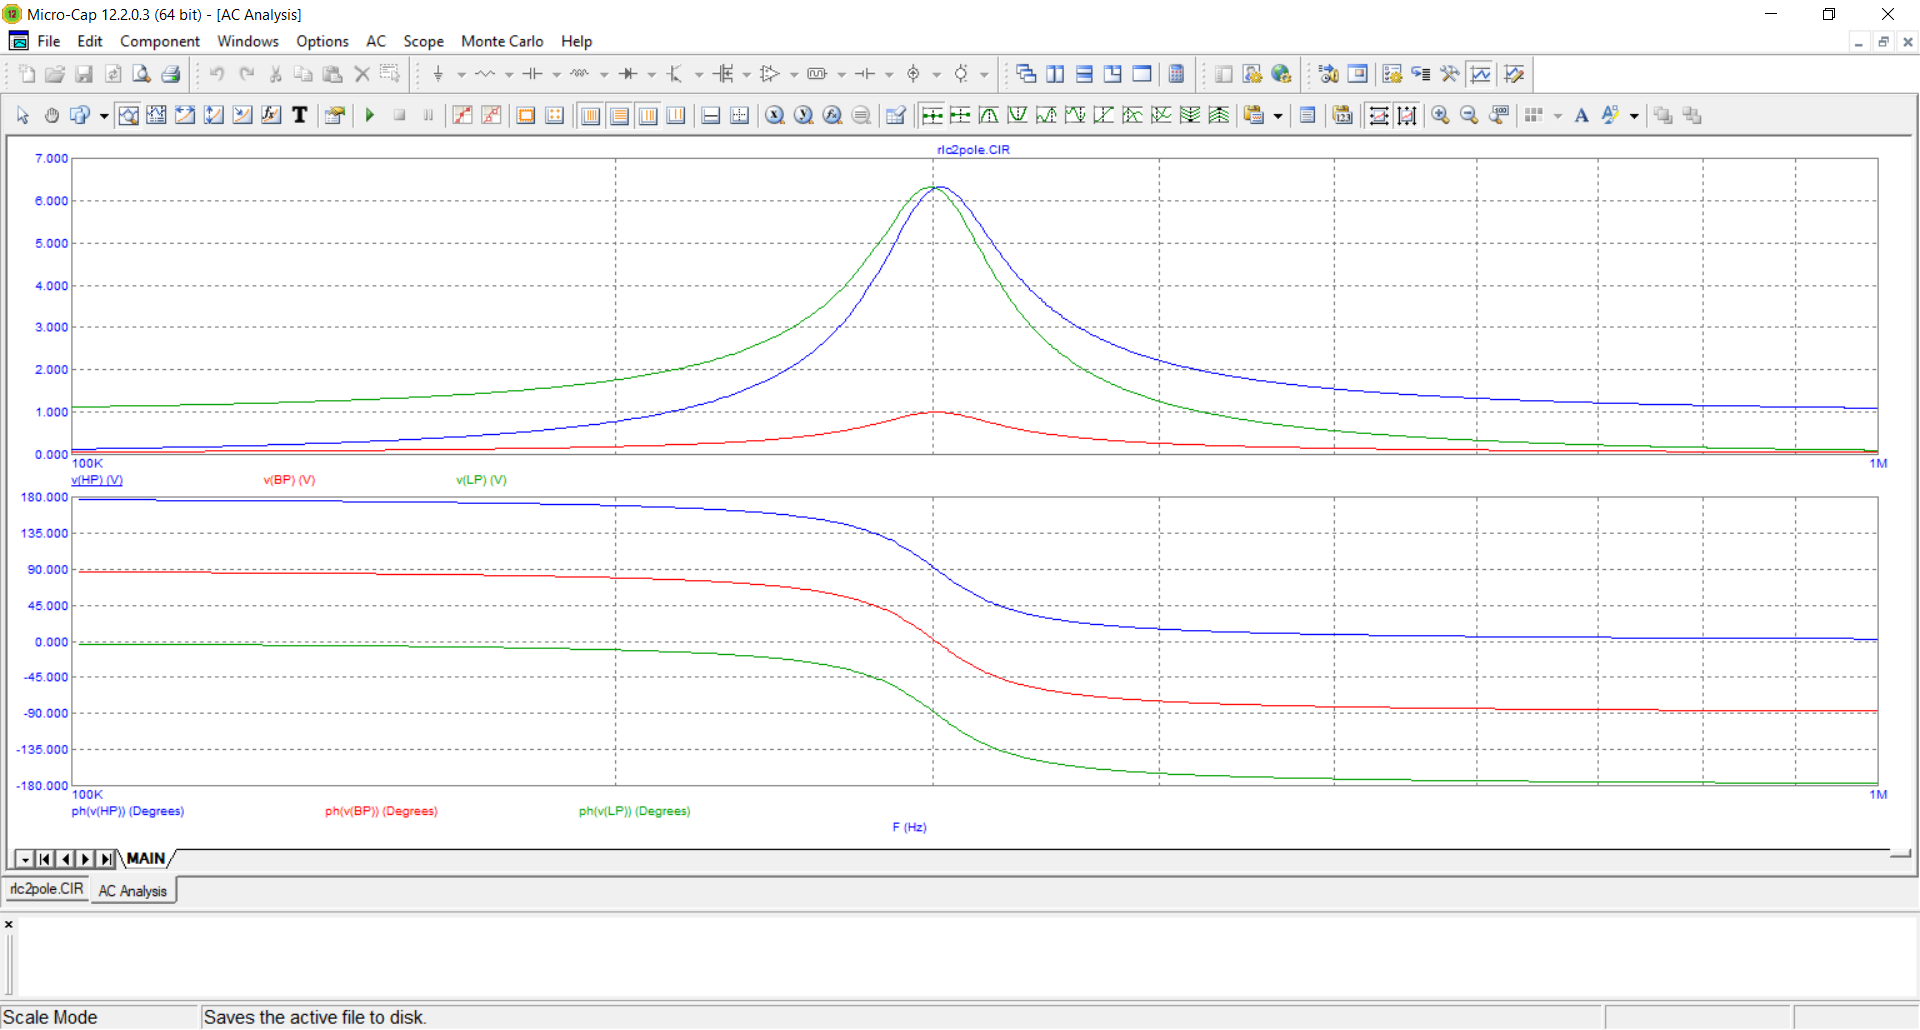 Micro-Cap 12.2.0.3 (64 bit) - [AC Analysis]
File Edit Component Windows Options AC Scope Monte Carlo Help
rlc2pole.CIR
7.000
6.000
5.000
4.000
3.000
2.000
1.000
0.000
100K 1M
v(HP) (V) v(BP) (V) v(LP) (V)
180.000
135.000
90.000
45.000
0.000
-45.000
-90.000
-135.000
-180.000
100K 1M
ph(v(HP)) (Degrees) ph(v(BP)) (Degrees) ph(v(LP)) (Degrees)
F (Hz)
MAIN
rlc2pole.CIR AC Analysis
Scale Mode Saves the active file to disk.